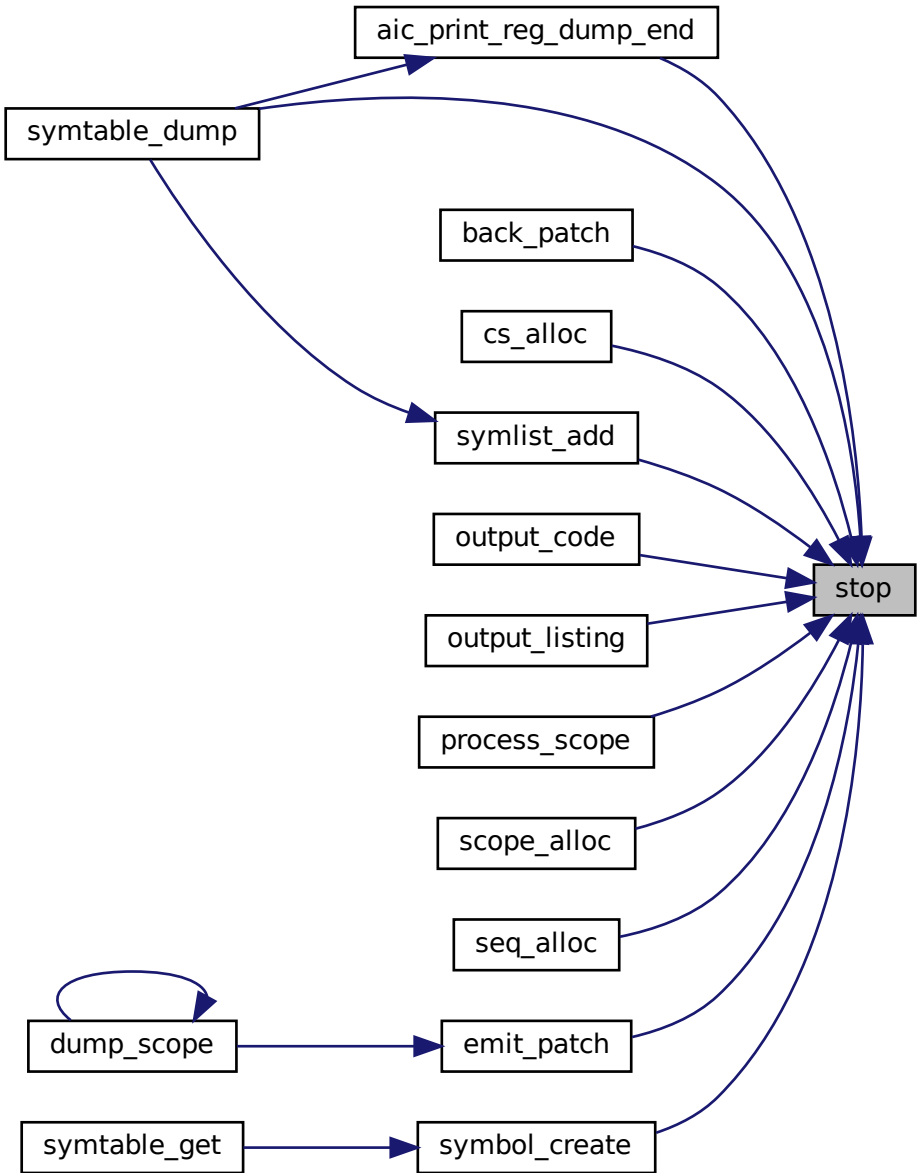 aic_print_reg_dump_end
symtable_dump
back_patch
cs_alloc
symlist_add
output_code
stop
output_listing
process_scope
scope_alloc
seq_alloc
dump_scope
emit_patch
symtable_get
symbol_create